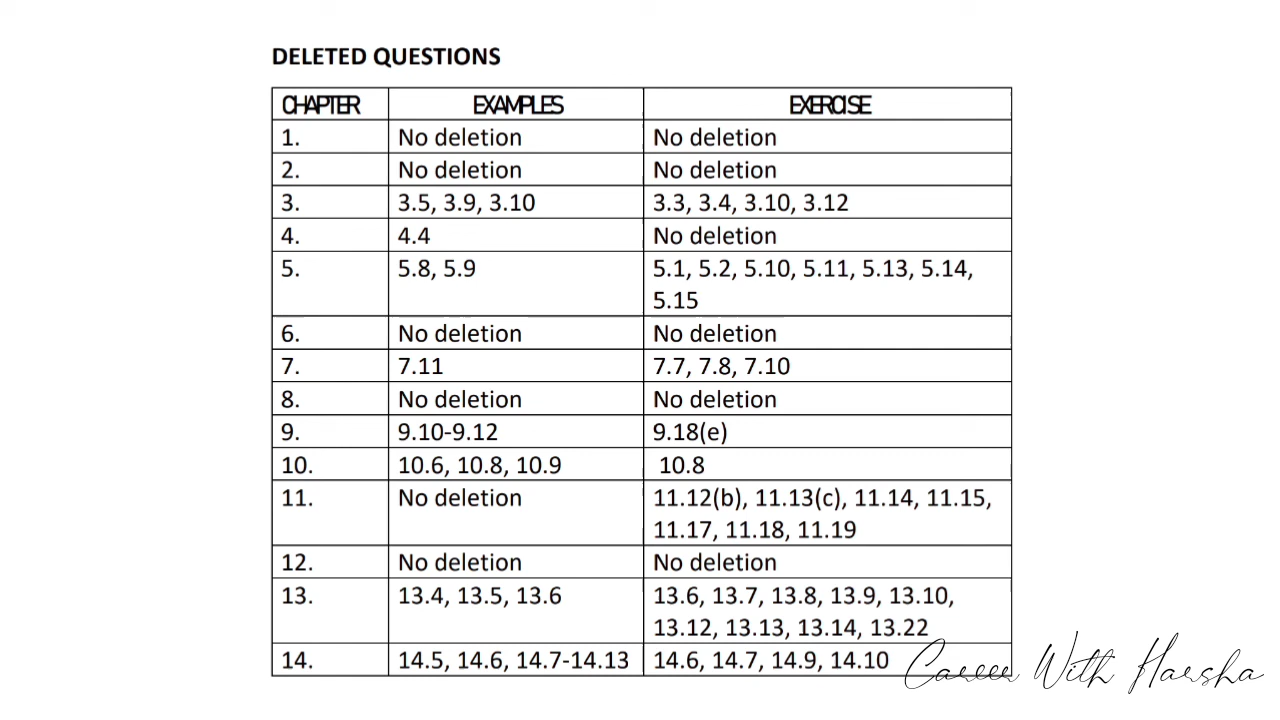 DELETED QUESTIONS
CHAPTER EXAMPLES EXERCISE
1. No deletion No deletion
2. No deletion No deletion
3. 3.5, 3.9, 3.10 3.3, 3.4, 3.10, 3.12
4. 4.4 No deletion
5. 5.8, 5.9 5.1, 5.2, 5.10, 5.11, 5.13, 5.14,
5.15
6. No deletion No deletion
7. 7.11 7.7, 7.8, 7.10
8. No deletion No deletion
9. 9.10-9.12 9.18(e)
10. 10.6, 10.8, 10.9 10.8
11. No deletion 11.12(b), 11.13(c), 11.14, 11.15,
11.17, 11.18, 11.19
12. No deletion No deletion
13. 13.4, 13.5, 13.6 13.6, 13.7, 13.8, 13.9, 13.10,
13.12, 13.13, 13.14, 13.22
14. 14.5, 14.6, 14.7-14.13 14.6, 14.7, 14.9, 14.10
Career With Harsha